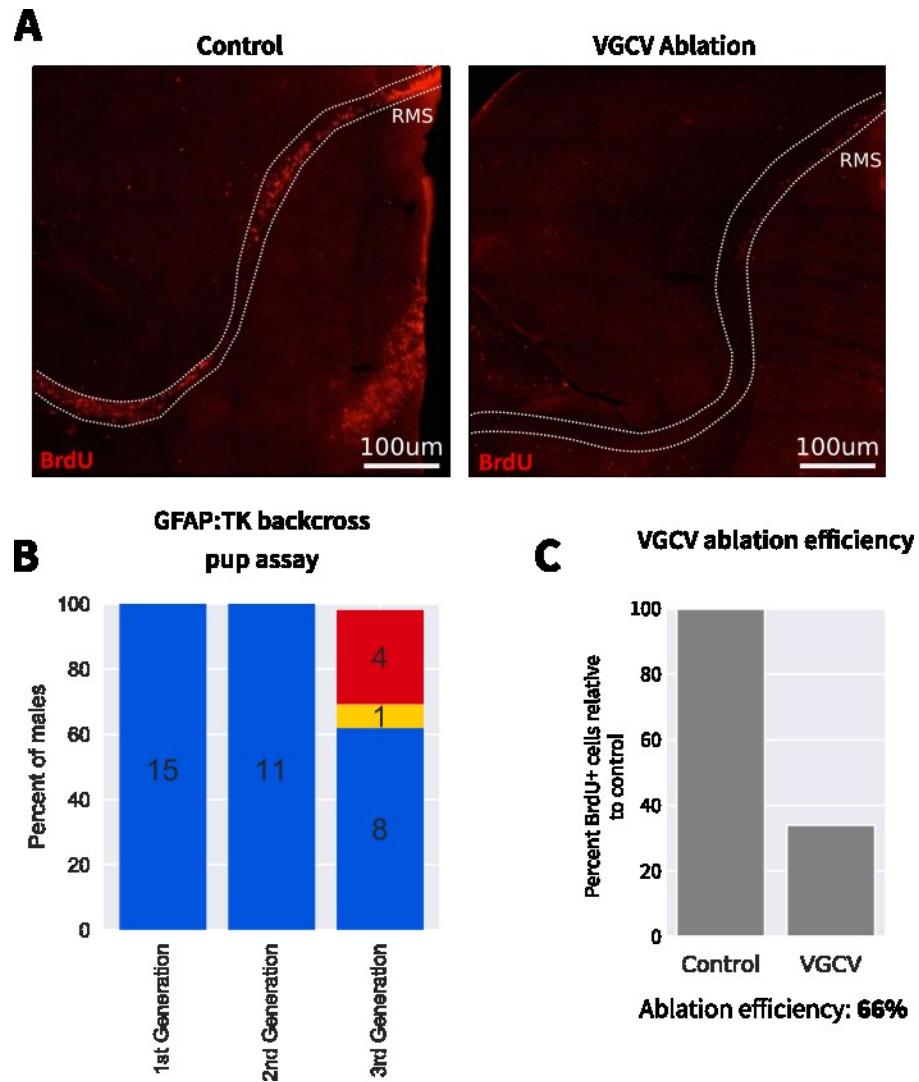 A
Control
VGCV Ablation
RMS
RMS
BrdU
100um
BrdU
100um
B
GFAP:TK backcross
pup assay
Percent of males
100
80
60
40
20
0
15
11
4
1
8
1st Generation
2nd Generation
3rd Generation
C
VGCV ablation efficiency
Percent BrdU+ cells relative
to control
100
80
60
40
20
0
Control
VGCV
Ablation efficiency: 66%